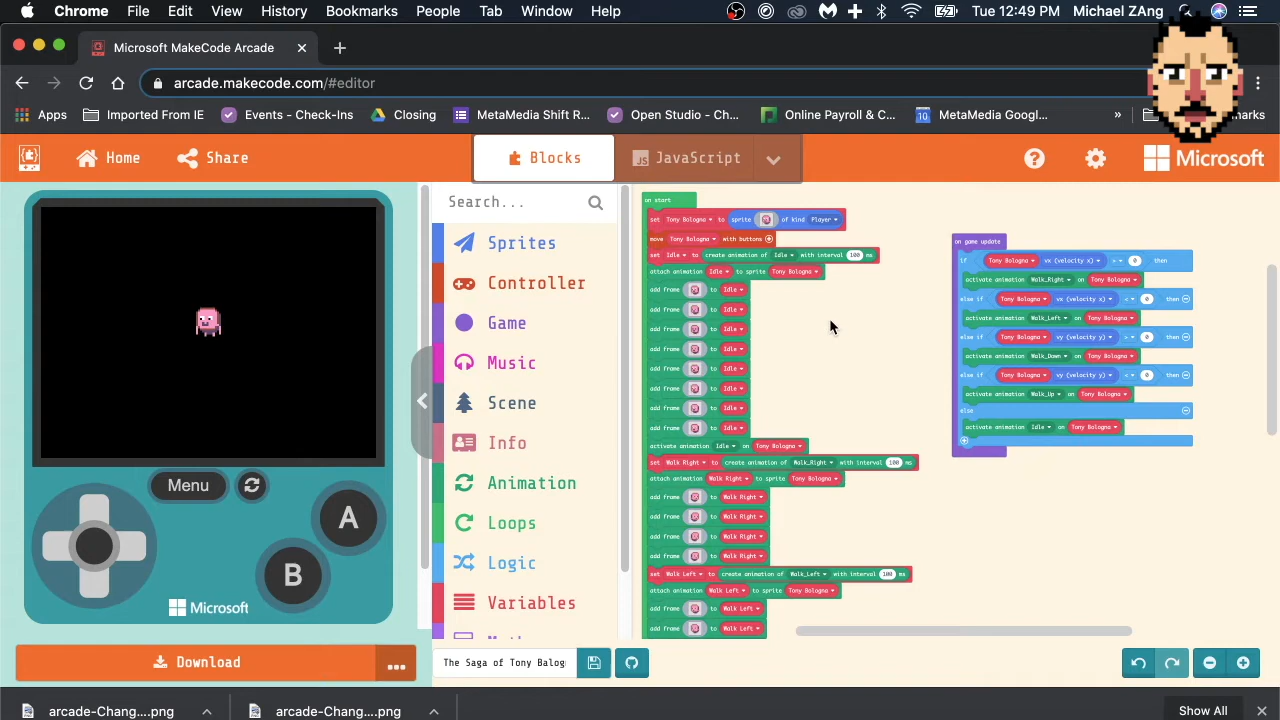 Chrome File Edit View History Bookmarks People Tab Window Help Tue 12:49 PM Michael ZAng
Microsoft MakeCode Arcade
arcade.makecode.com/#editor
Apps Imported From IE Events - Check-Ins Closing MetaMedia Shift R... Open Studio - Ch... Online Payroll & C... 10 MetaMedia Googl... »
Home Share Blocks JS JavaScript ? Microsoft
Search...
Sprites
Controller
Game
Music
Scene
Info
Animation
Loops
Logic
Variables
Menu
A
B
Microsoft
on start
set Tony Bologna to sprite of kind Player
move Tony Bologna with buttons
set Idle to create animation of Idle with interval 100 ms
attach animation Idle to sprite Tony Bologna
add frame to Idle
add frame to Idle
add frame to Idle
add frame to Idle
add frame to Idle
add frame to Idle
add frame to Idle
add frame to Idle
activate animation Idle on Tony Bologna
set Walk Right to create animation of Walk_Right with interval 100 ms
attach animation Walk Right to sprite Tony Bologna
add frame to Walk Right
add frame to Walk Right
add frame to Walk Right
add frame to Walk Right
set Walk Left to create animation of Walk_Left with interval 100 ms
attach animation Walk Left to sprite Tony Bologna
add frame to Walk Left
add frame to Walk Left
on game update
if Tony Bologna vx (velocity x) > 0 then
activate animation Walk_Right on Tony Bologna
else if Tony Bologna vx (velocity x) < 0 then
activate animation Walk_Left on Tony Bologna
else if Tony Bologna vy (velocity y) > 0 then
activate animation Walk_Down on Tony Bologna
else if Tony Bologna vy (velocity y) < 0 then
activate animation Walk_Up on Tony Bologna
else
activate animation Idle on Tony Bologna
Download ... The Saga of Tony Balog
arcade-Chang....png arcade-Chang....png Show All